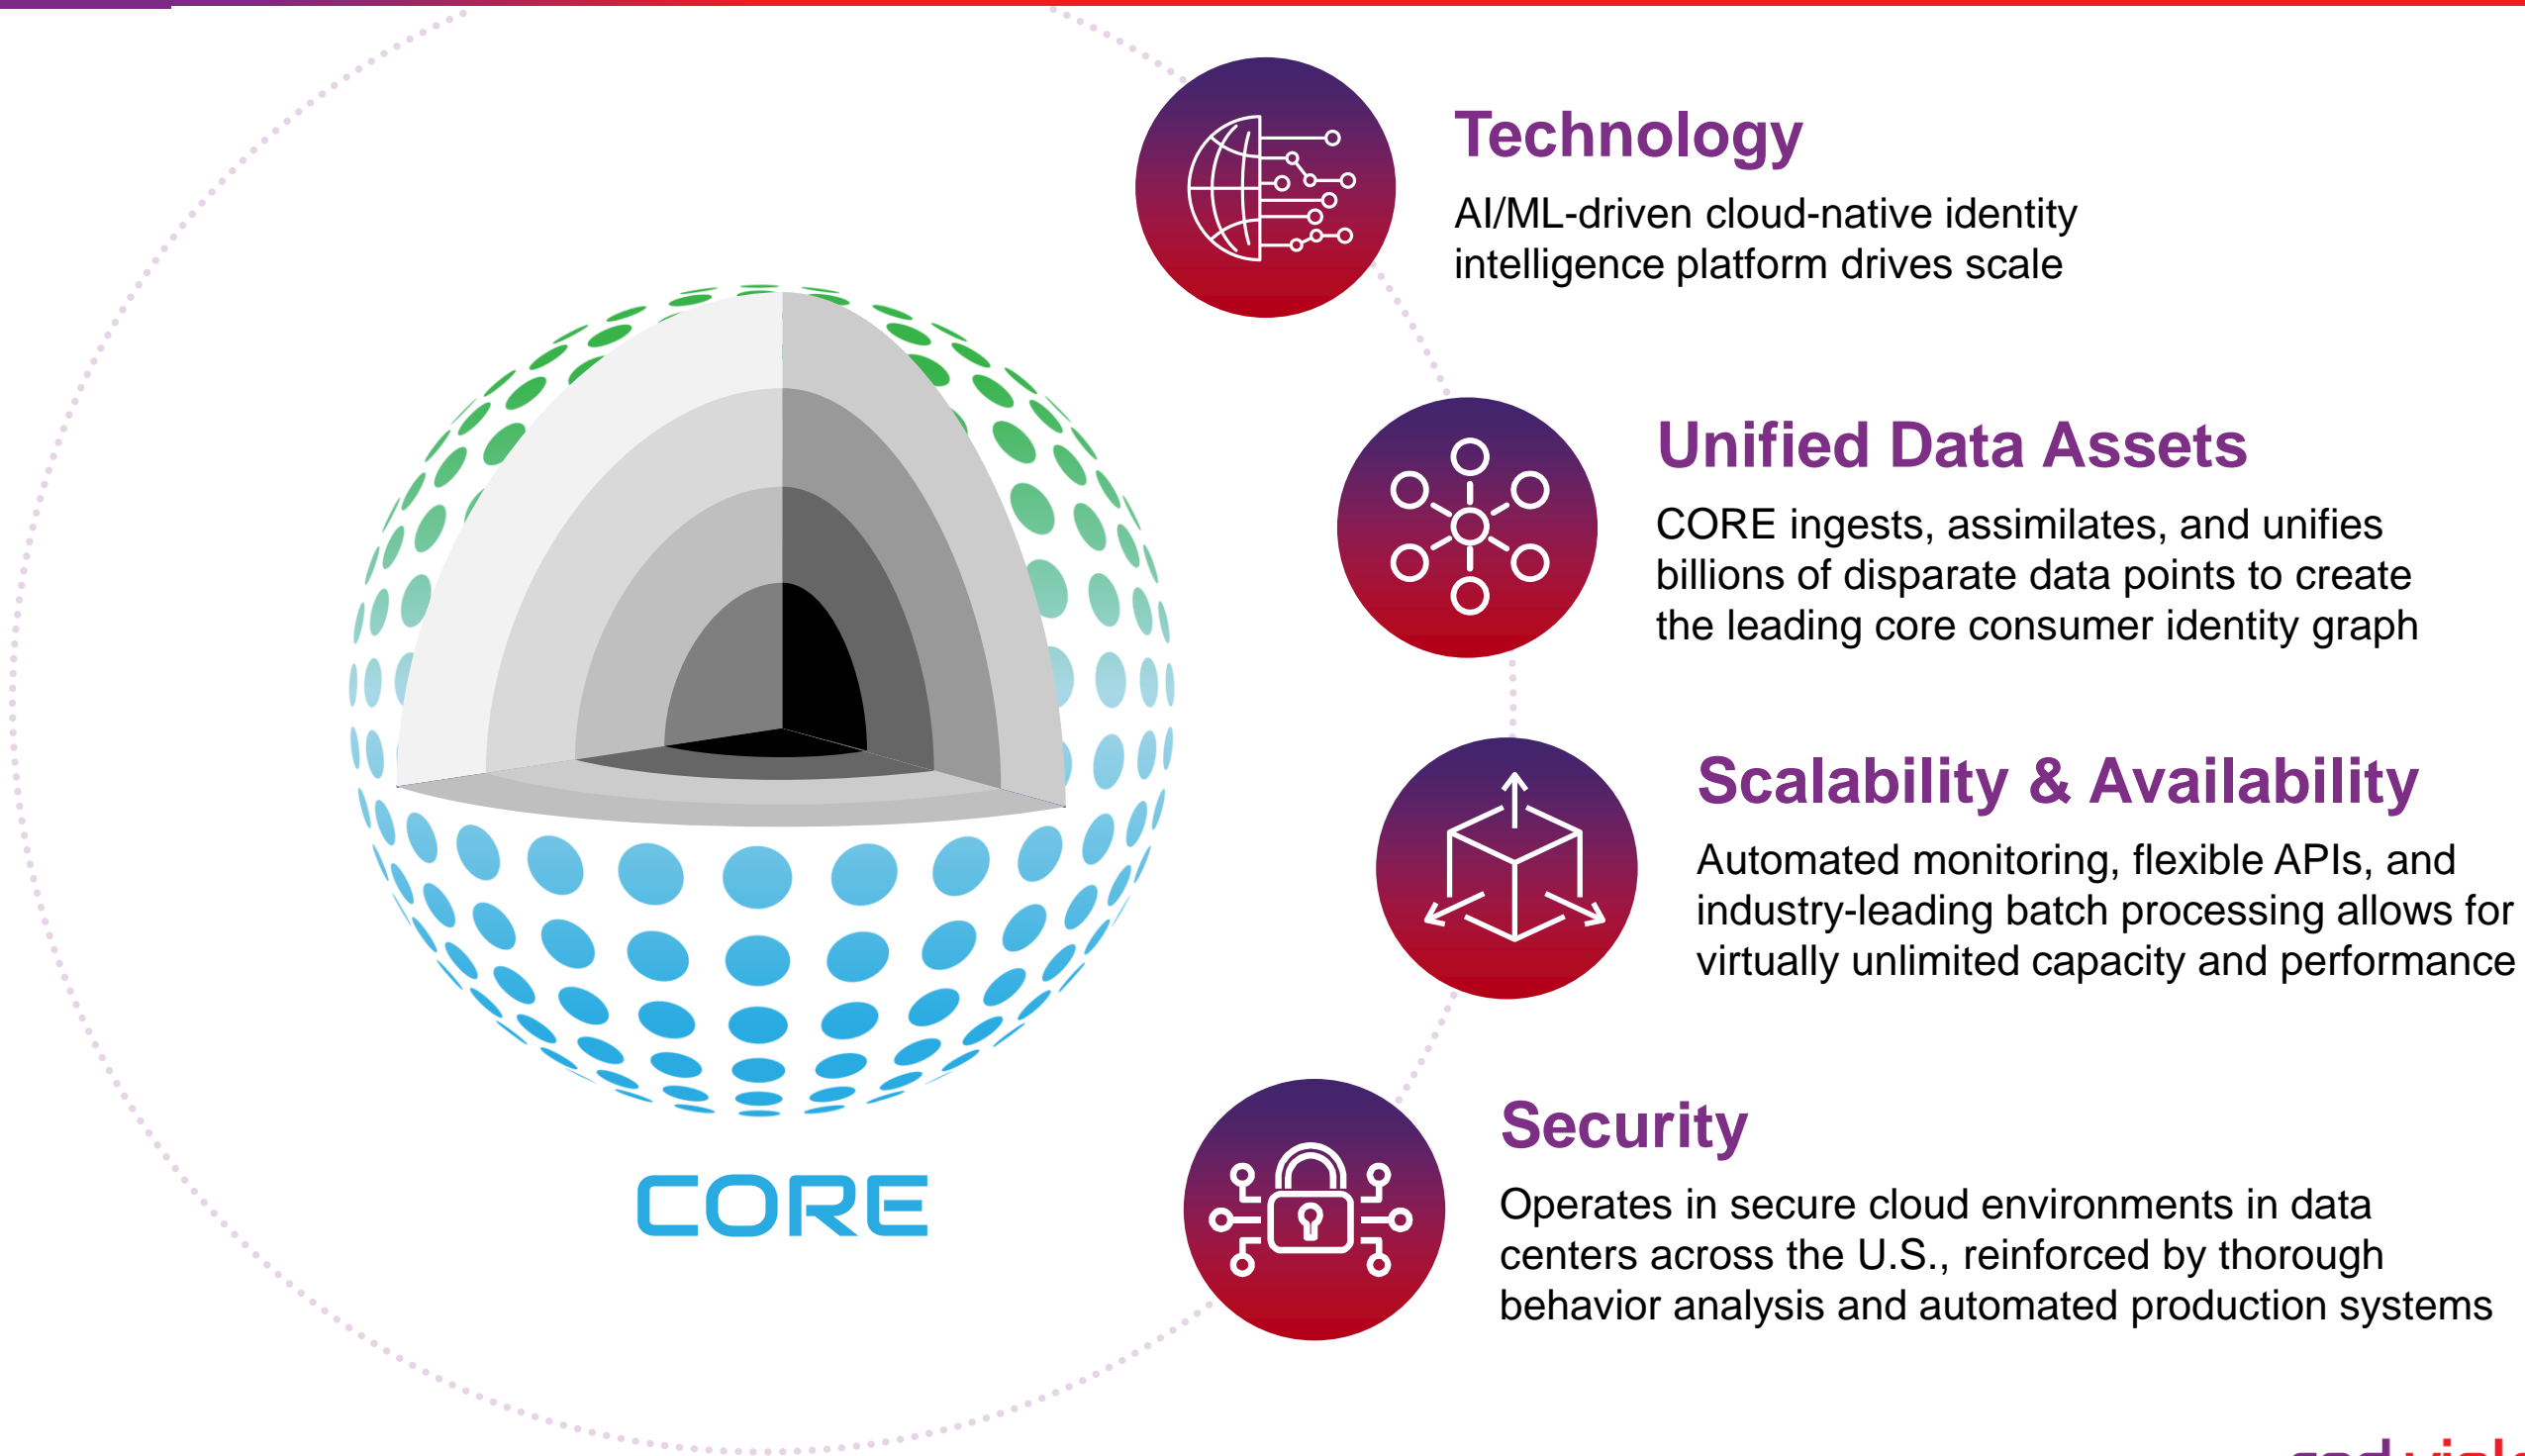 Technology
AI/ML-driven cloud-native identity
intelligence platform drives scale
Unified Data Assets
CORE ingests, assimilates, and unifies
billions of disparate data points to create
the leading core consumer identity graph
Scalability & Availability
Automated monitoring, flexible APIs, and
industry-leading batch processing allows for
virtually unlimited capacity and performance
CORE
Security
Operates in secure cloud environments in data
centers across the U.S., reinforced by thorough
behavior analysis and automated production systems